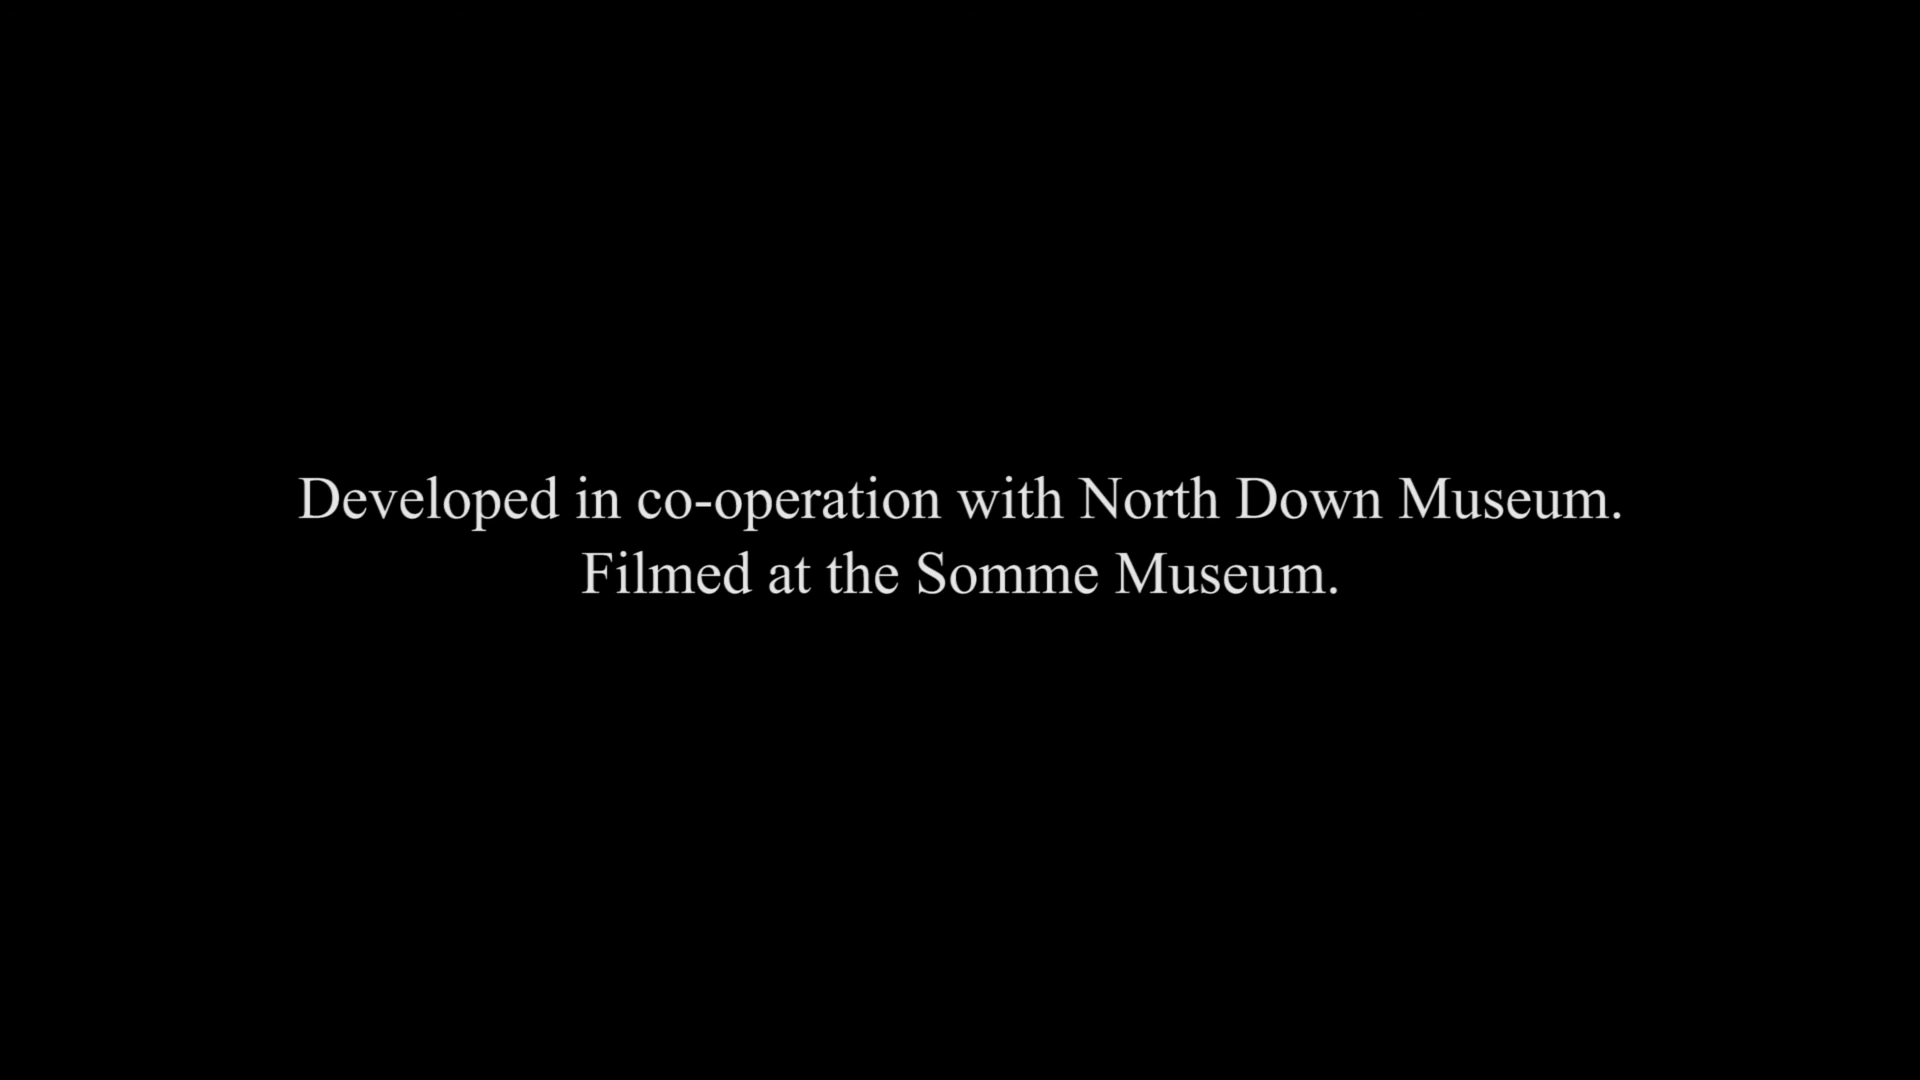 Developed in co-operation with North Down Museum.
Filmed at the Somme Museum.